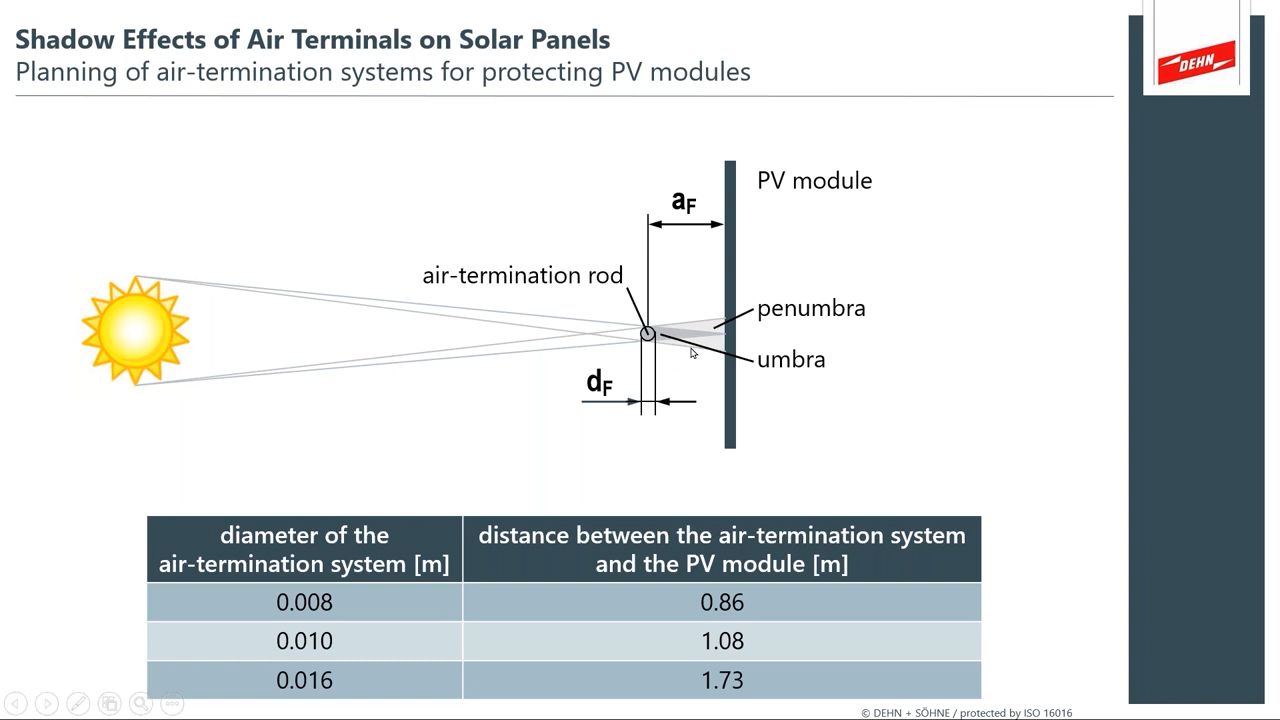 Shadow Effects of Air Terminals on Solar Panels
Planning of air-termination systems for protecting PV modules
DEHN
PV module
aF
air-termination rod
penumbra
umbra
dF
diameter of the
air-termination system [m]
distance between the air-termination system
and the PV module [m]
0.008
0.86
0.010
1.08
0.016
1.73
© DEHN + SÖHNE / protected by ISO 16016